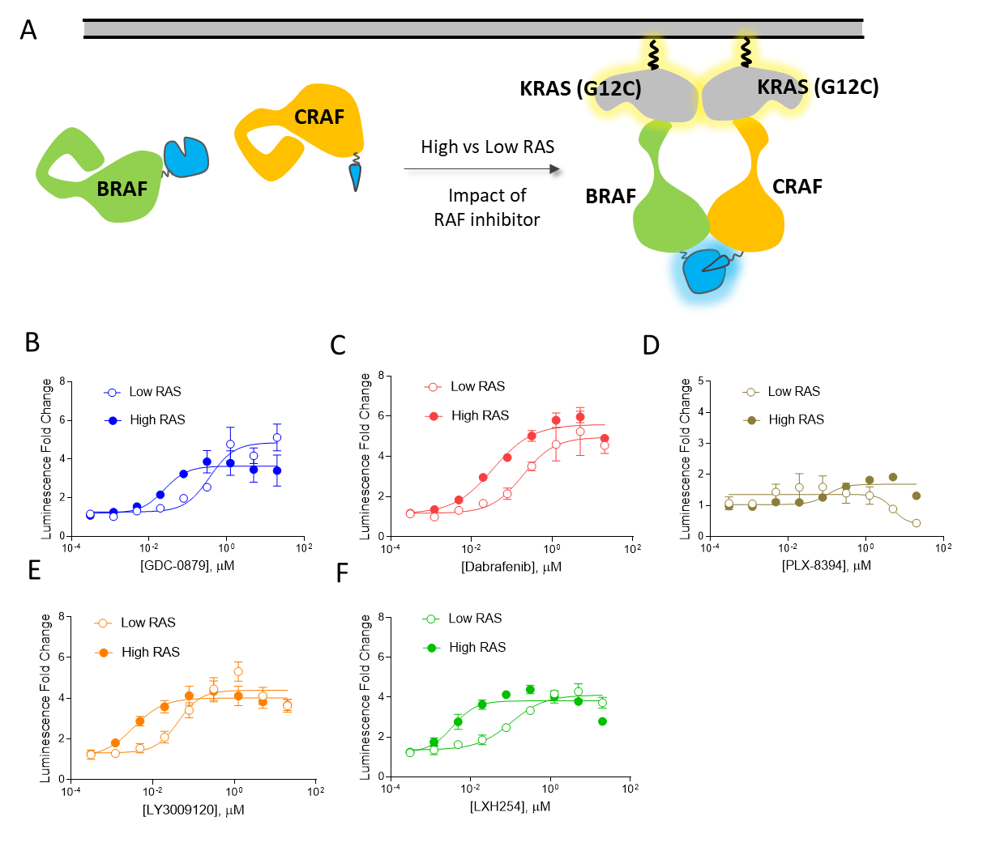 A
KRAS (G12C)
KRAS (G12C)
CRAF
BRAF
High vs Low RAS
Impact of
RAF inhibitor
BRAF
CRAF
B
Luminescence Fold Change
8
6
4
2
0
Low RAS
High RAS
10-4
10-2
100
102
[GDC-0879], μM
C
Luminescence Fold Change
8
6
4
2
0
Low RAS
High RAS
10-4
10-2
100
102
[Dabrafenib], μM
D
Luminescence Fold Change
5
4
3
2
1
0
Low RAS
High RAS
10-4
10-2
100
102
[PLX-8394], μM
E
Luminescence Fold Change
8
6
4
2
0
Low RAS
High RAS
10-4
10-2
100
102
[LY3009120], μM
F
Luminescence Fold Change
8
6
4
2
0
Low RAS
High RAS
10-4
10-2
100
102
[LXH254], μM